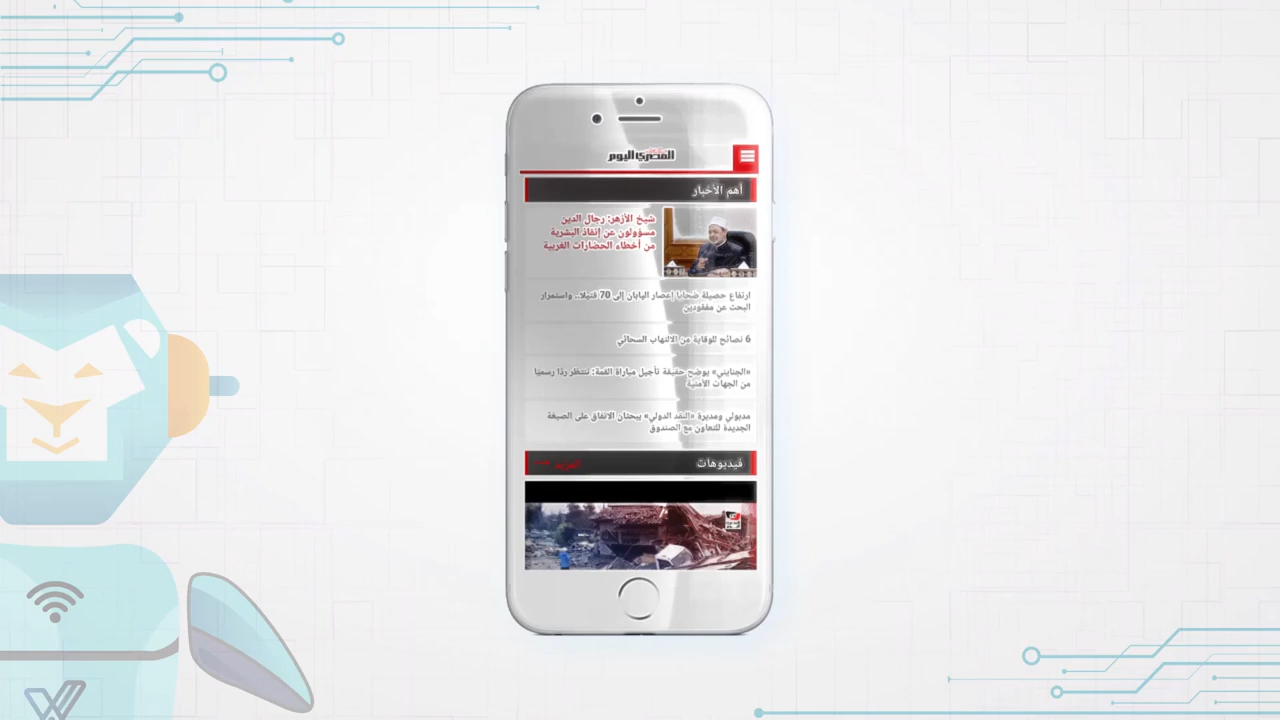 المصري اليوم
أهم الأخبار
شيخ الأزهر: رجال الدين
مسؤولون عن إنقاذ البشرية
من أخطاء الحضارات الغربية
ارتفاع حصيلة ضحايا إعصار اليابان إلى 70 قتيلا.. واستمرار
البحث عن مفقودين
6 نصائح للوقاية من الالتهاب السحائي
«الجنايني» يوضح حقيقة تأجيل مباراة القمة: ننتظر ردًا رسميًا
من الجهات الأمنية
مدبولي ومديرة «النقد الدولي» يبحثان الاتفاق على الصيغة
الجديدة للتعاون مع الصندوق
فيديوهات
المزيد